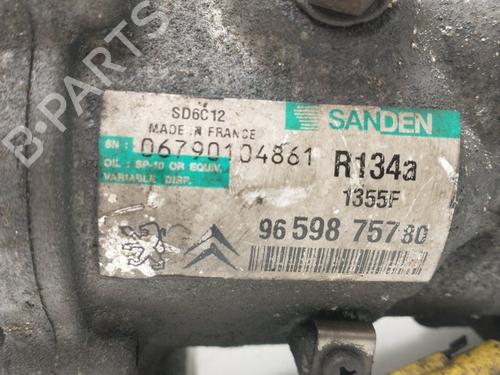 B-PARTS
SD6C12
MADE IN FRANCE
SANDEN
SN: 06790104861
R134a
OIL : SP-10 OR EQUIV.
VARIABLE DISP.
1355F
96 598 757 80